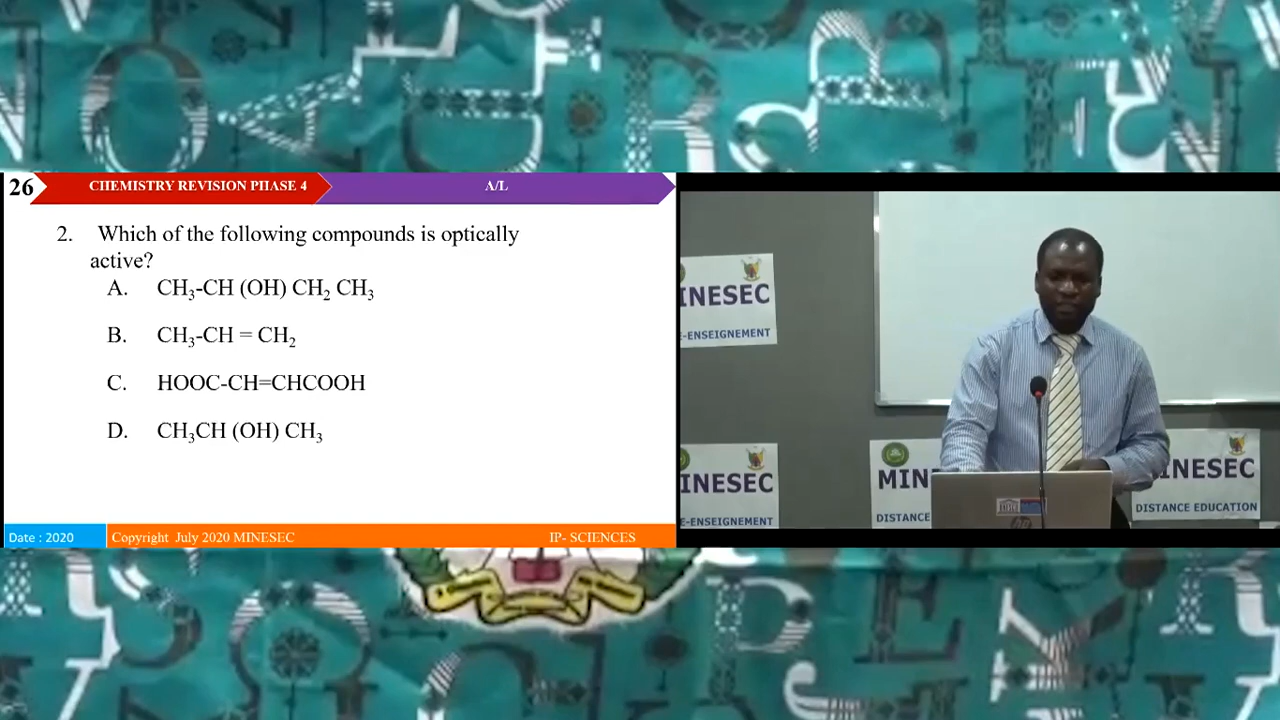 26
CHEMISTRY REVISION PHASE 4
A/L
2. Which of the following compounds is optically
active?
A. CH₃-CH (OH) CH₂ CH₃
B. CH₃-CH = CH₂
C. HOOC-CH=CHCOOH
D. CH₃CH (OH) CH₃
Date : 2020
Copyright July 2020 MINESEC
IP- SCIENCES
INESEC
E-ENSEIGNEMENT
INESEC
E-ENSEIGNEMENT
MIN
DISTANCE
hp
INESEC
DISTANCE EDUCATION